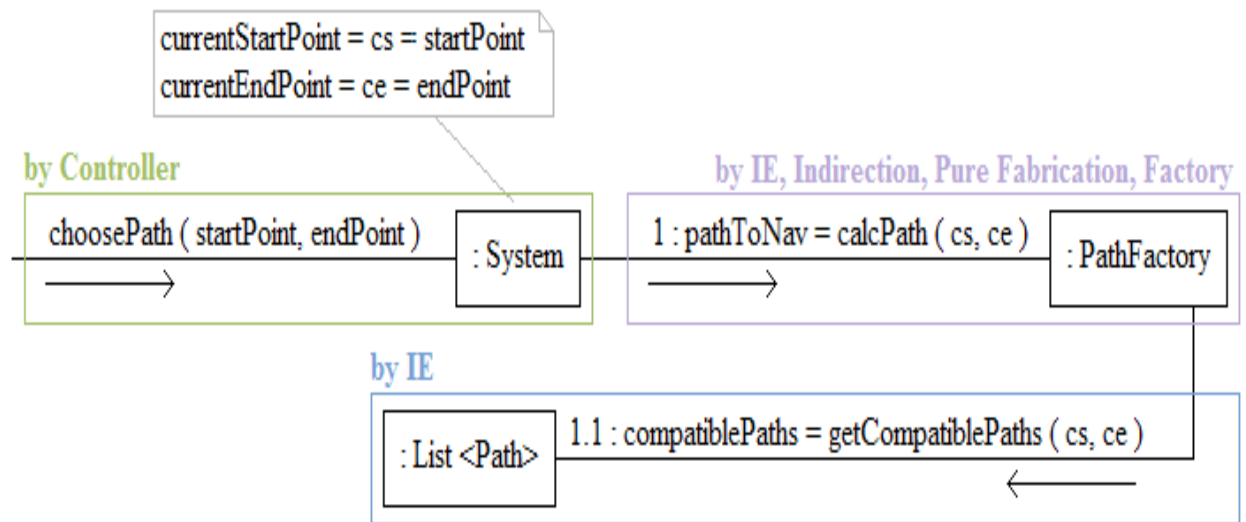 currentStartPoint = cs = startPoint
currentEndPoint = ce = endPoint
by Controller
by IE, Indirection, Pure Fabrication, Factory
choosePath ( startPoint, endPoint )
: System
1 : pathToNav = calcPath ( cs, ce )
: PathFactory
by IE
: List <Path>
1.1 : compatiblePaths = getCompatiblePaths ( cs, ce )